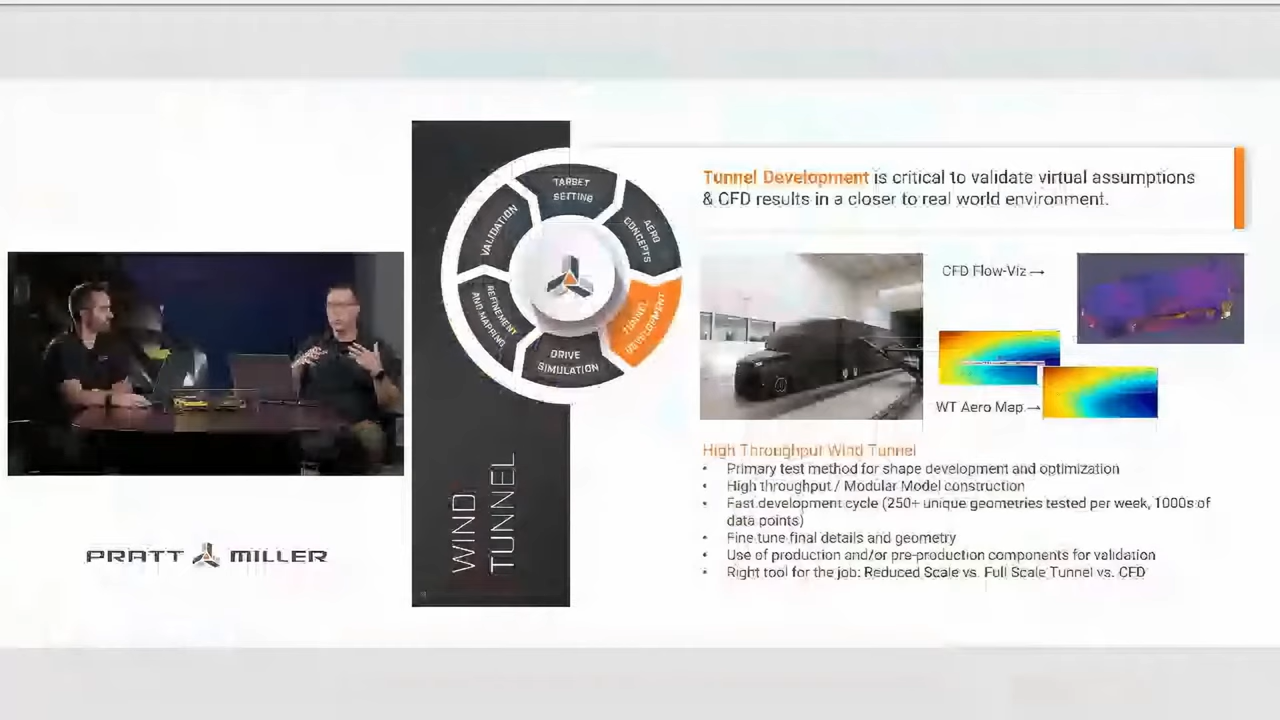 TARGET
SETTING
AERO
CONCEPTS
TUNNEL
DEVELOPMENT
DRIVE
SIMULATION
REFINEMENT
AND MAPPING
VALIDATION
WIND
TUNNEL
PRATT MILLER
Tunnel Development is critical to validate virtual assumptions
& CFD results in a closer to real world environment.
CFD Flow-Viz→
WT Aero Map→
High Throughput Wind Tunnel
• Primary test method for shape development and optimization
• High throughput / Modular Model construction
• Fast development cycle (250+ unique geometries tested per week, 1000s of
data points)
• Fine tune final details and geometry
• Use of production and/or pre-production components for validation
• Right tool for the job: Reduced Scale vs. Full Scale Tunnel vs. CFD